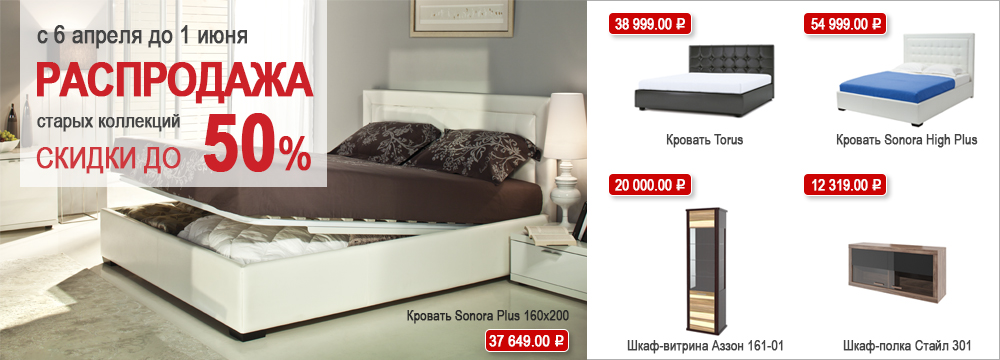 с 6 апреля до 1 июня
РАСПРОДАЖА
старых коллекций
СКИДКИ ДО 50%
Кровать Sonora Plus 160x200
37 649.00 ₽
38 999.00 ₽
Кровать Torus
54 999.00 ₽
Кровать Sonora High Plus
20 000.00 ₽
Шкаф-витрина Аззон 161-01
12 319.00 ₽
Шкаф-полка Стайл 301